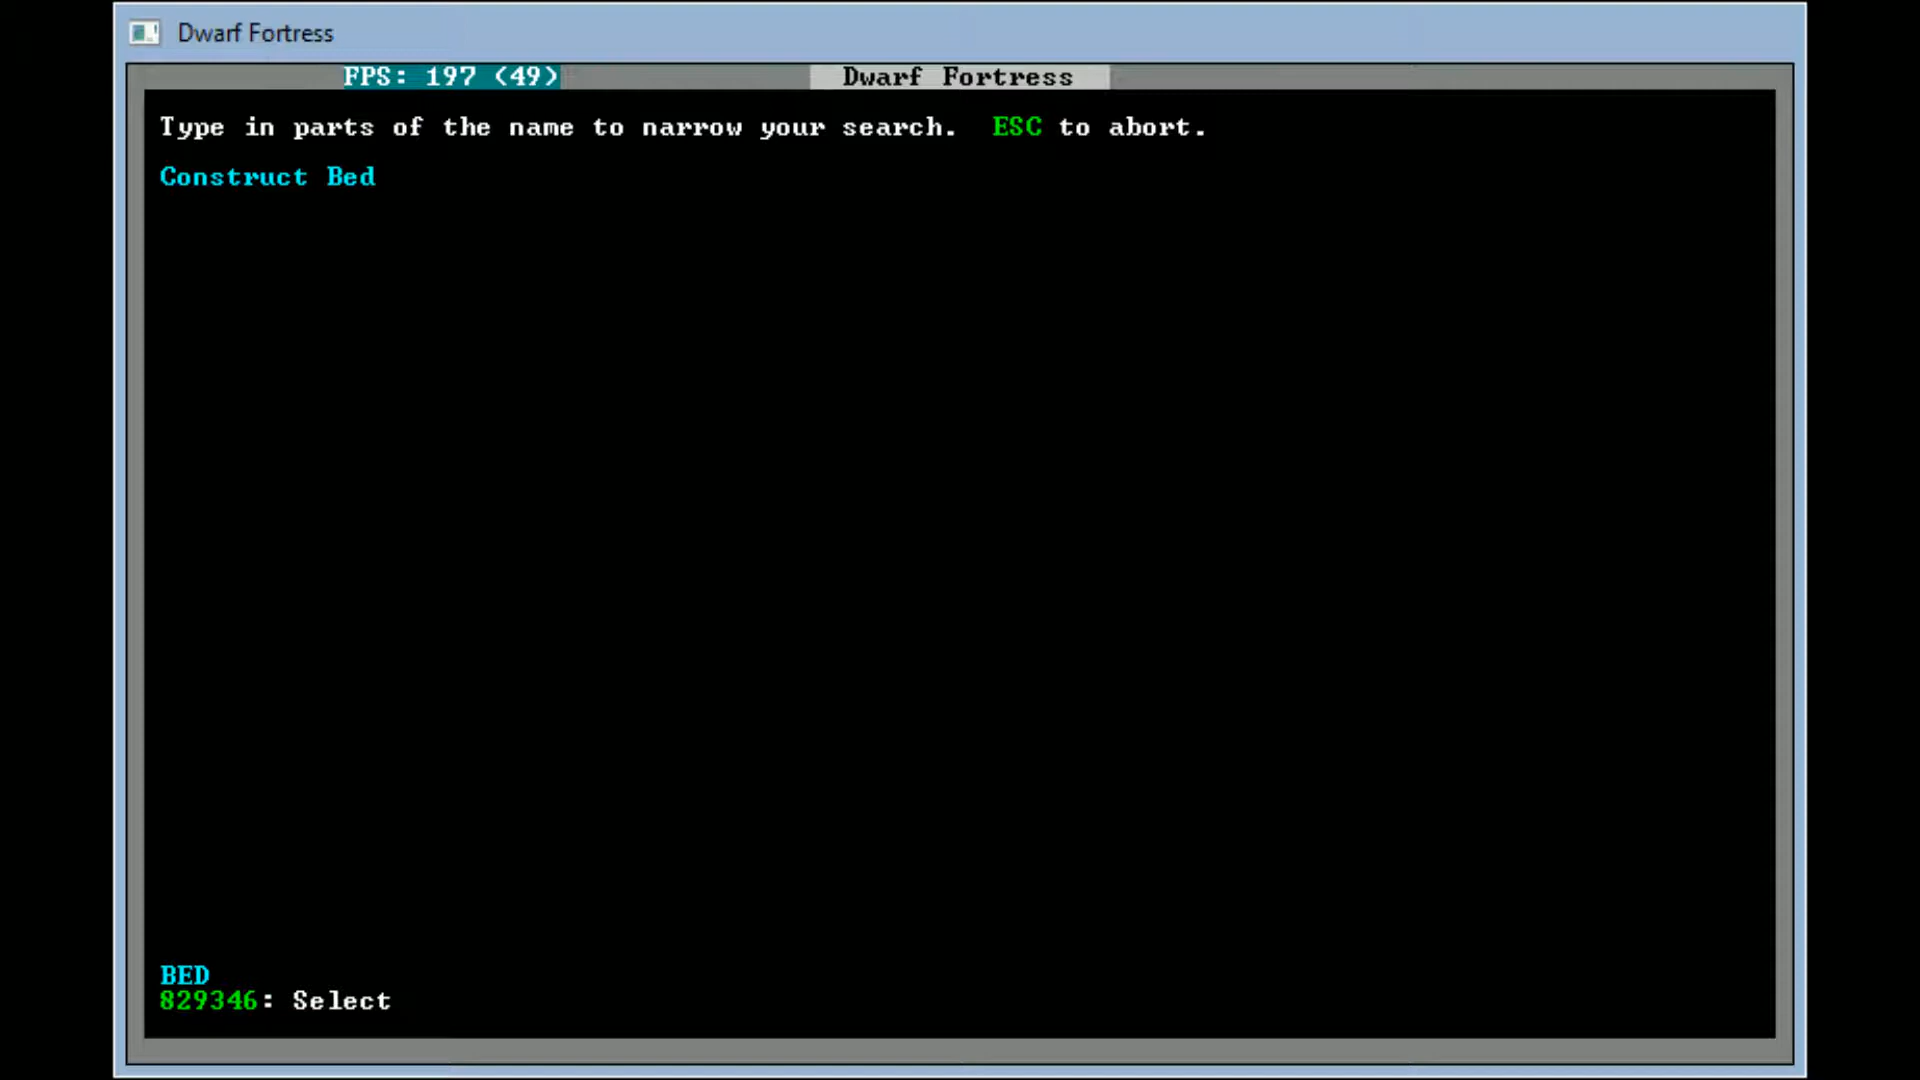 Dwarf Fortress
FPS: 197 (49) Dwarf Fortress
Type in parts of the name to narrow your search. ESC to abort.
Construct Bed
BED
829346: Select